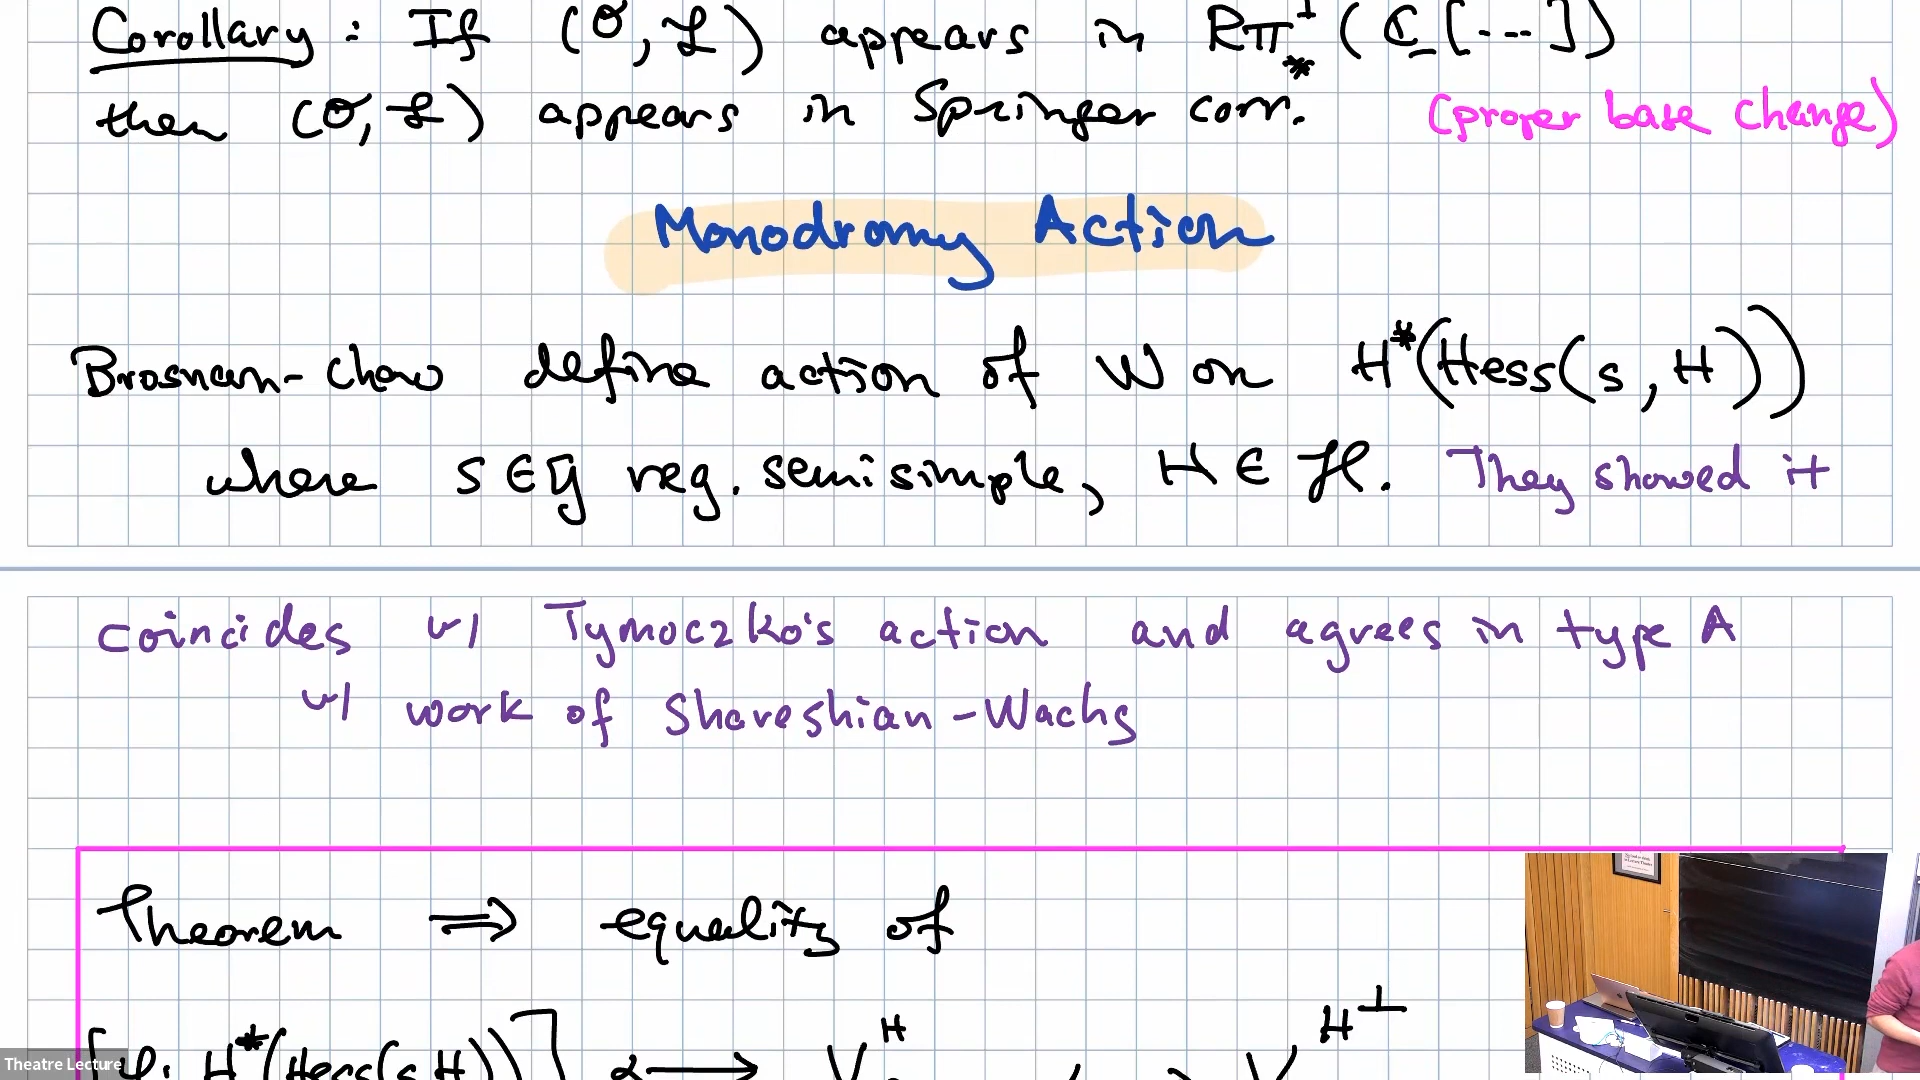 Corollary: If (O, L) appears in Rπ^⊥_* (ℂ[---])
then (O, L) appears in Springer corr. (proper base change)
Monodromy Action
Brosnan-Chow define action of W on H*(Hess(s, H))
where s ∈ 𝔤 reg. semisimple, H ∈ ℋ. They showed it
coincides w/ Tymoczko's action and agrees in type A
w/ work of Shareshian-Wachs
Theorem ⟹ equality of
[φ: H*(Hess(s, H))]
Theatre Lecture